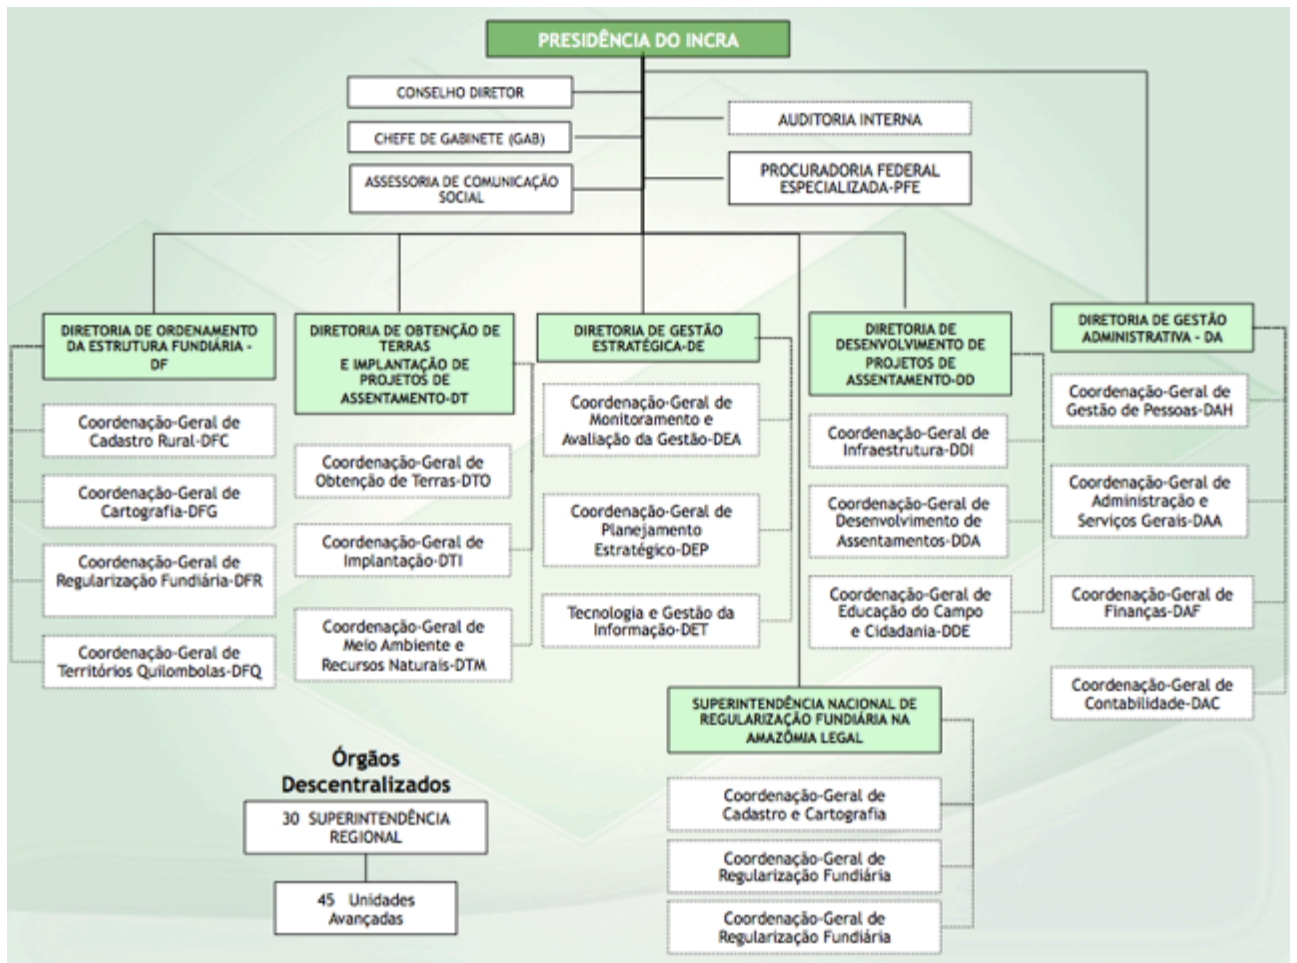 PRESIDÊNCIA DO INCRA
CONSELHO DIRETOR
CHEFE DE GABINETE (GAB)
ASSESSORIA DE COMUNICAÇÃO
SOCIAL
AUDITORIA INTERNA
PROCURADORIA FEDERAL
ESPECIALIZADA-PFE
DIRETORIA DE ORDENAMENTO
DA ESTRUTURA FUNDIÁRIA -
DF
Coordenação-Geral de
Cadastro Rural-DFC
Coordenação-Geral de
Cartografia-DFG
Coordenação-Geral de
Regularização Fundiária-DFR
Coordenação-Geral de
Territórios Quilombolas-DFQ
DIRETORIA DE OBTENÇÃO DE
TERRAS
E IMPLANTAÇÃO DE
PROJETOS DE
ASSENTAMENTO-DT
Coordenação-Geral de
Obtenção de Terras-DTO
Coordenação-Geral de
Implantação-DTI
Coordenação-Geral de
Meio Ambiente e
Recursos Naturais-DTM
DIRETORIA DE GESTÃO
ESTRATÉGICA-DE
Coordenação-Geral de
Monitoramento e
Avaliação da Gestão-DEA
Coordenação-Geral de
Planejamento
Estratégico-DEP
Tecnologia e Gestão da
Informação-DET
DIRETORIA DE
DESENVOLVIMENTO DE
PROJETOS DE
ASSENTAMENTO-DD
Coordenação-Geral de
Infraestrutura-DDI
Coordenação-Geral de
Desenvolvimento de
Assentamentos-DDA
Coordenação-Geral de
Educação do Campo
e Cidadania-DDE
DIRETORIA DE GESTÃO
ADMINISTRATIVA - DA
Coordenação-Geral de
Gestão de Pessoas-DAH
Coordenação-Geral de
Administração e
Serviços Gerais-DAA
Coordenação-Geral de
Finanças-DAF
Coordenação-Geral de
Contabilidade-DAC
SUPERINTENDÊNCIA NACIONAL DE
REGULARIZAÇÃO FUNDIÁRIA NA
AMAZÔMIA LEGAL
Coordenação-Geral de
Cadastro e Cartografia
Coordenação-Geral de
Regularização Fundiária
Coordenação-Geral de
Regularização Fundiária
Órgãos
Descentralizados
30 SUPERINTENDÊNCIA
REGIONAL
45 Unidades
Avançadas